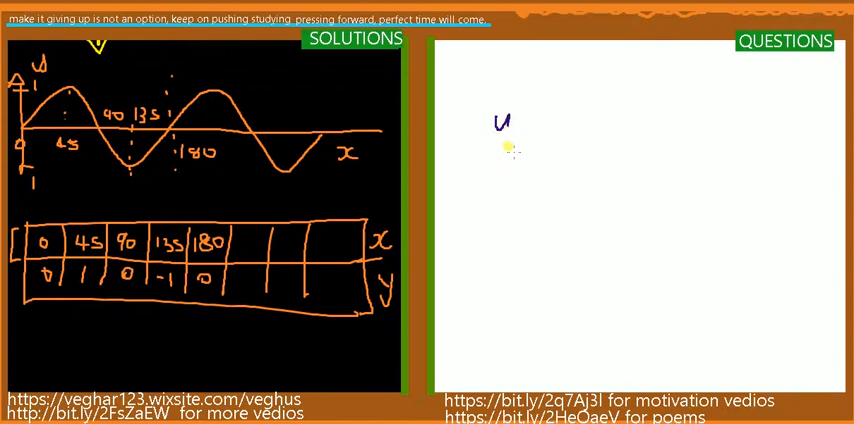 make it giving up is not an option, keep on pushing studying pressing forward, perfect time will come.
SOLUTIONS
QUESTIONS
y
1
90 135
0
45
180
x
1
0 45 90 135 180 x
0 1 0 -1 0 y
y
https://veghar123.wixsite.com/veghus
http://bit.ly/2FsZaEW for more vedios
https://bit.ly/2q7Aj3l for motivation vedios
https://bit.ly/2HeQaeV for poems